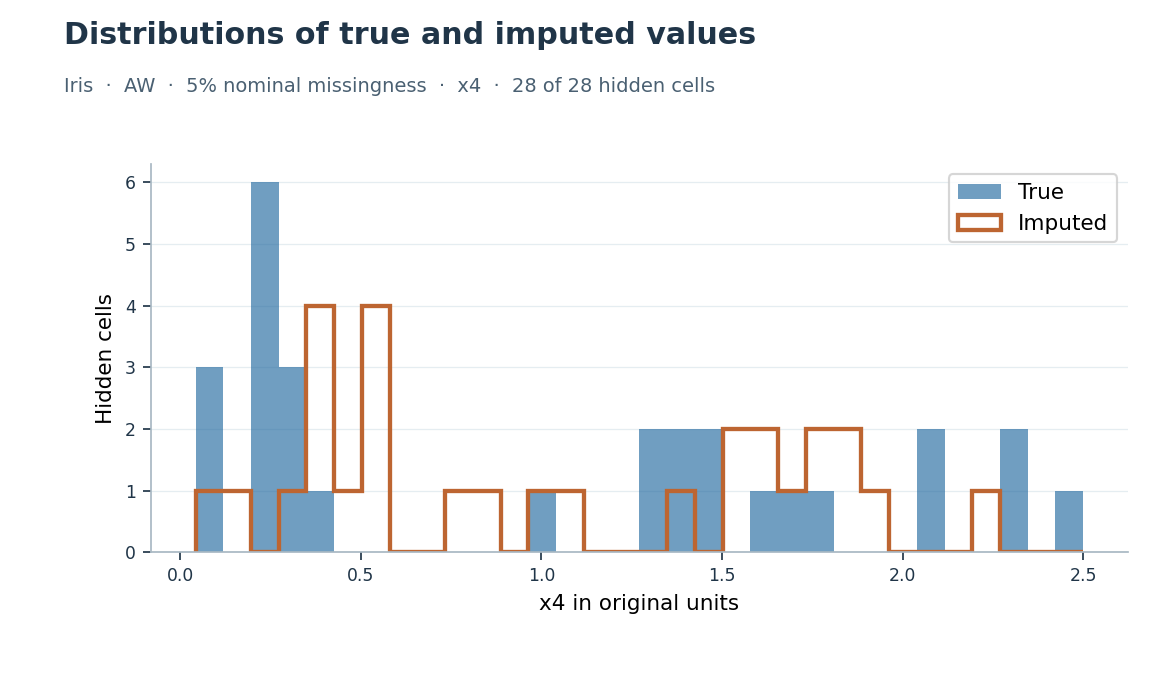 Distributions of true and imputed values
Iris · AW · 5% nominal missingness · x4 · 28 of 28 hidden cells
True
Imputed
Hidden cells
6
5
4
3
2
1
0
0.0 0.5 1.0 1.5 2.0 2.5
x4 in original units